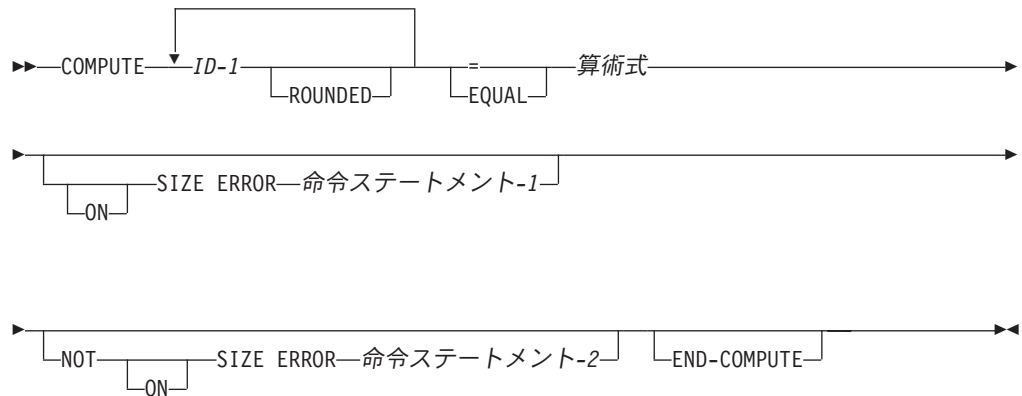 COMPUTE ID-1 = 算術式
ROUNDED EQUAL
SIZE ERROR 命令ステートメント-1
ON
NOT SIZE ERROR 命令ステートメント-2 END-COMPUTE
ON